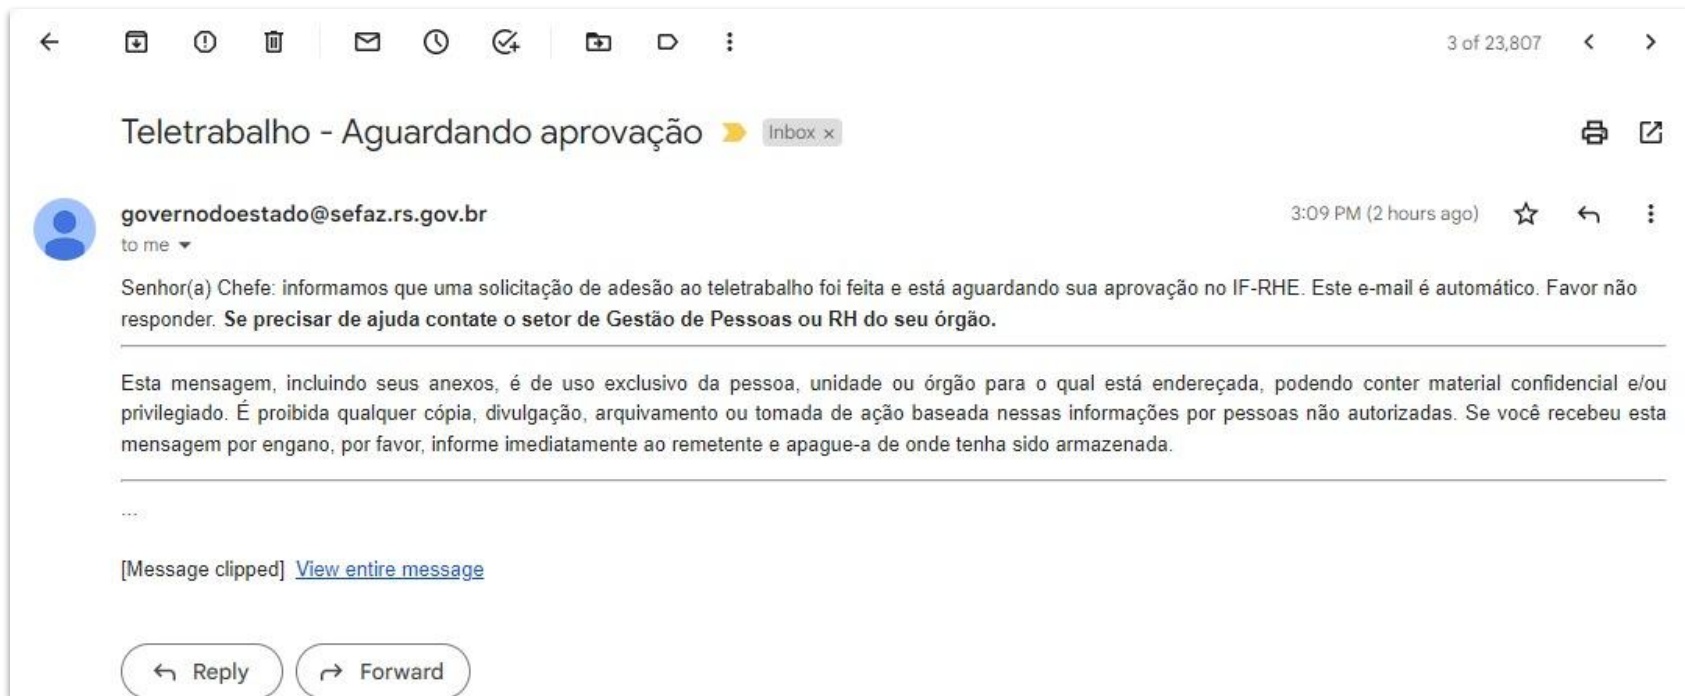 3 of 23,807
Teletrabalho - Aguardando aprovação Inbox x
governodoestado@sefaz.rs.gov.br 3:09 PM (2 hours ago)
to me
Senhor(a) Chefe: informamos que uma solicitação de adesão ao teletrabalho foi feita e está aguardando sua aprovação no IF-RHE. Este e-mail é automático. Favor não
responder. Se precisar de ajuda contate o setor de Gestão de Pessoas ou RH do seu órgão.
Esta mensagem, incluindo seus anexos, é de uso exclusivo da pessoa, unidade ou órgão para o qual está endereçada, podendo conter material confidencial e/ou
privilegiado. É proibida qualquer cópia, divulgação, arquivamento ou tomada de ação baseada nessas informações por pessoas não autorizadas. Se você recebeu esta
mensagem por engano, por favor, informe imediatamente ao remetente e apague-a de onde tenha sido armazenada.
...
[Message clipped] View entire message
Reply Forward